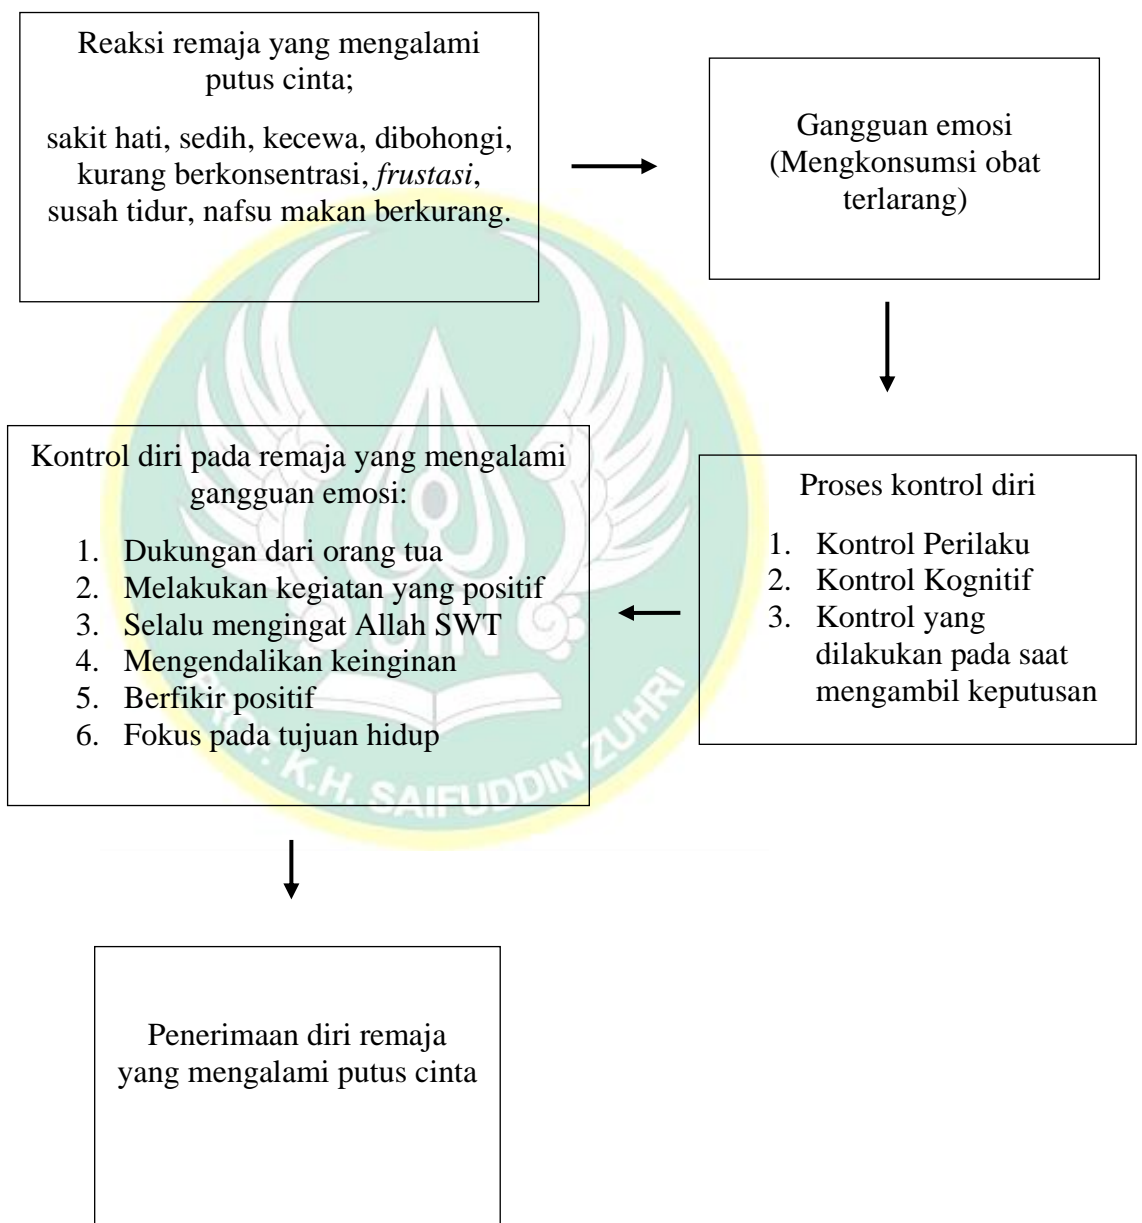 Reaksi remaja yang mengalami
putus cinta;
sakit hati, sedih, kecewa, dibohongi,
kurang berkonsentrasi, frustasi,
susah tidur, nafsu makan berkurang.
Gangguan emosi
(Mengkonsumsi obat
terlarang)
Proses kontrol diri
1. Kontrol Perilaku
2. Kontrol Kognitif
3. Kontrol yang
dilakukan pada saat
mengambil keputusan
Kontrol diri pada remaja yang mengalami
gangguan emosi:
1. Dukungan dari orang tua
2. Melakukan kegiatan yang positif
3. Selalu mengingat Allah SWT
4. Mengendalikan keinginan
5. Berfikir positif
6. Fokus pada tujuan hidup
Penerimaan diri remaja
yang mengalami putus cinta
UIN
PROF. K.H. SAIFUDDIN ZUHRI